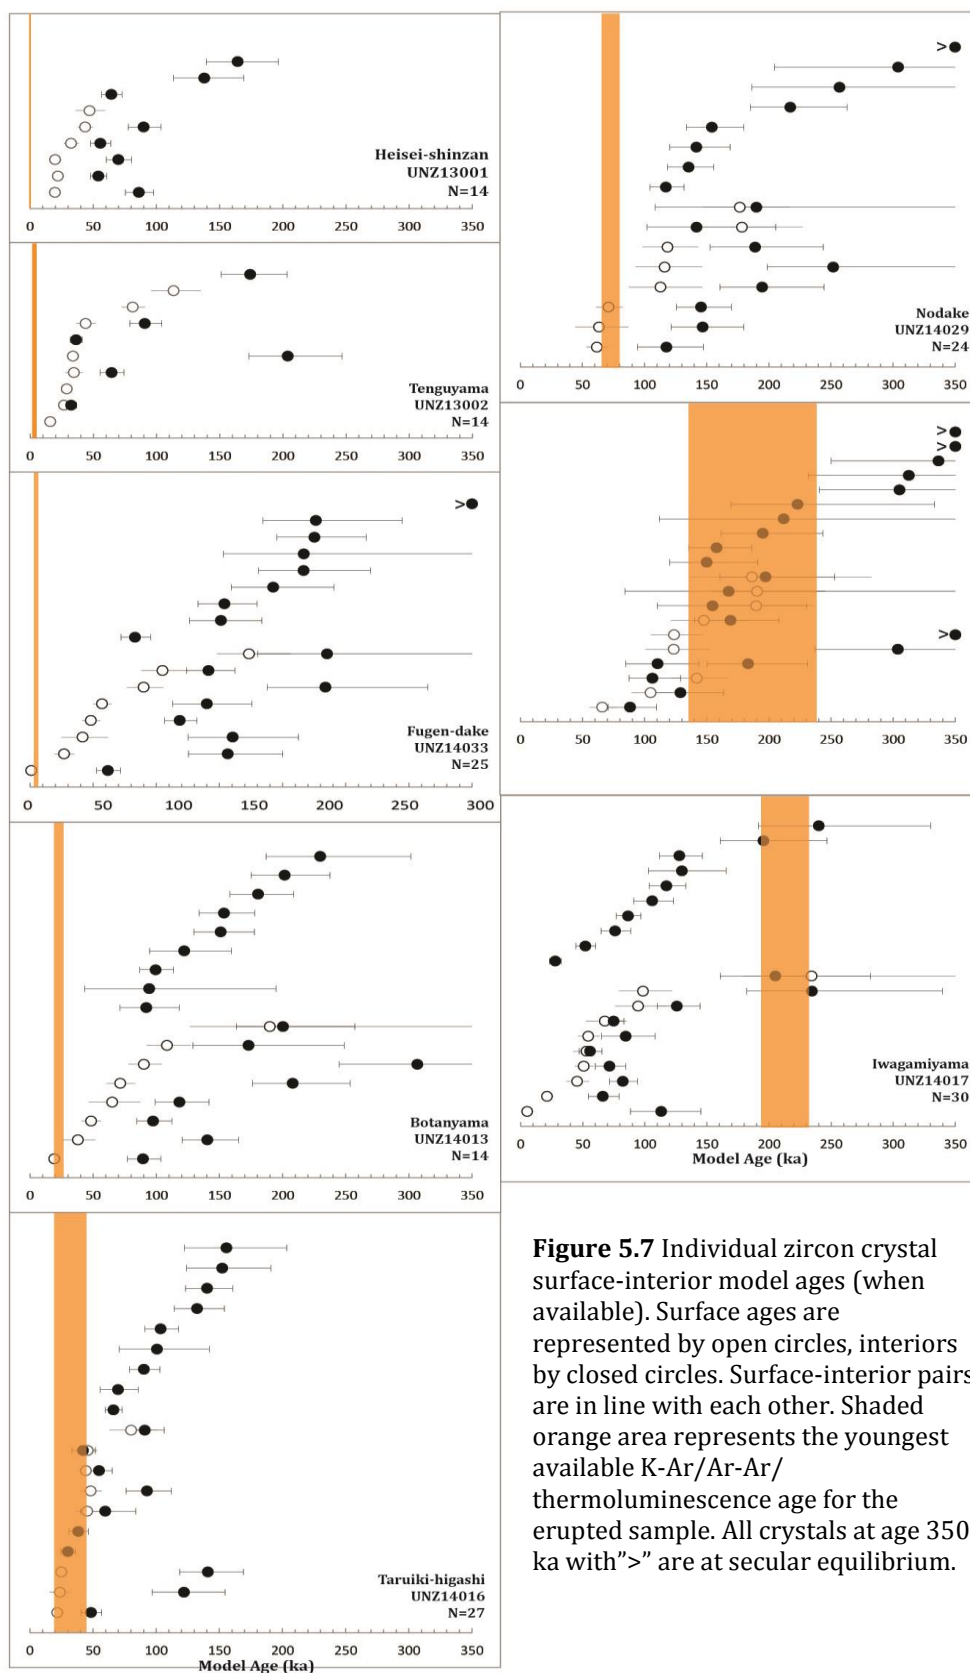 Heisei-shinzan
UNZ13001
N=14
0 50 100 150 200 250 300 350
Tenguyama
UNZ13002
N=14
0 50 100 150 200 250 300 350
>
Fugen-dake
UNZ14033
N=25
0 50 100 150 200 250 300
Botanyama
UNZ14013
N=14
0 50 100 150 200 250 300 350
Taruiki-higashi
UNZ14016
N=27
0 50 100 150 200 250 300 350
Model Age (ka)
>
Nodake
UNZ14029
N=24
0 50 100 150 200 250 300 350
>
>
>
0 50 100 150 200 250 300 350
Iwagamiyama
UNZ14017
N=30
0 50 100 150 200 250 300 350
Model Age (ka)
Figure 5.7 Individual zircon crystal
surface-interior model ages (when
available). Surface ages are
represented by open circles, interiors
by closed circles. Surface-interior pairs
are in line with each other. Shaded
orange area represents the youngest
available K-Ar/Ar-Ar/
thermoluminescence age for the
erupted sample. All crystals at age 350
ka with”>” are at secular equilibrium.